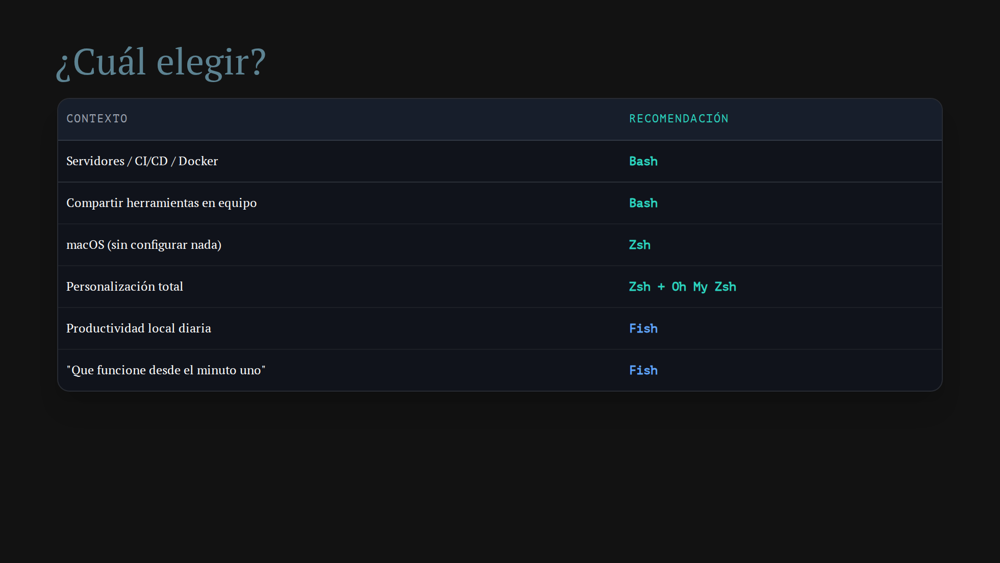 ¿Cuál elegir?
CONTEXTO RECOMENDACIÓN
Servidores / CI/CD / Docker Bash
Compartir herramientas en equipo Bash
macOS (sin configurar nada) Zsh
Personalización total Zsh + Oh My Zsh
Productividad local diaria Fish
"Que funcione desde el minuto uno" Fish